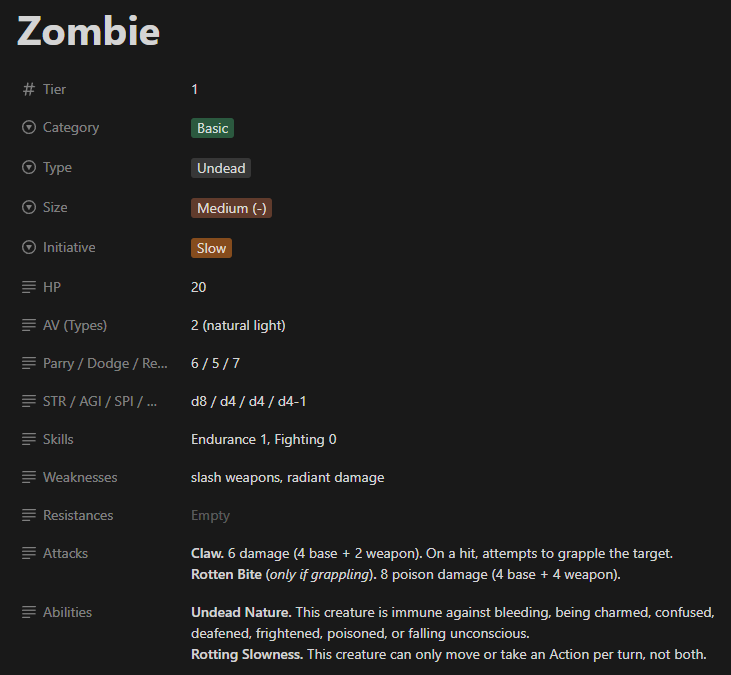 Zombie
Tier 1
Category Basic
Type Undead
Size Medium (-)
Initiative Slow
HP 20
AV (Types) 2 (natural light)
Parry / Dodge / Re... 6 / 5 / 7
STR / AGI / SPI / ... d8 / d4 / d4 / d4-1
Skills Endurance 1, Fighting 0
Weaknesses slash weapons, radiant damage
Resistances Empty
Attacks Claw. 6 damage (4 base + 2 weapon). On a hit, attempts to grapple the target.
Rotten Bite (only if grappling). 8 poison damage (4 base + 4 weapon).
Abilities Undead Nature. This creature is immune against bleeding, being charmed, confused,
deafened, frightened, poisoned, or falling unconscious.
Rotting Slowness. This creature can only move or take an Action per turn, not both.